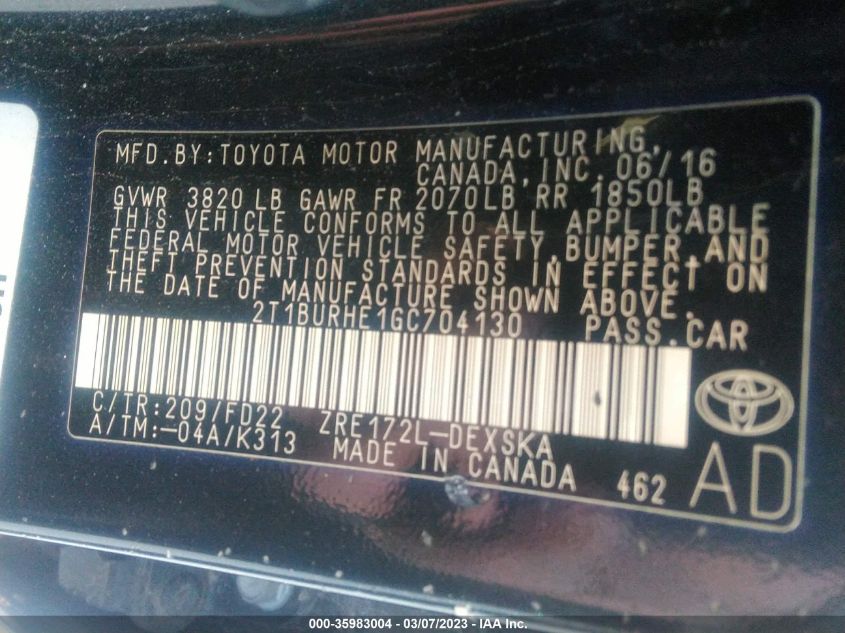 MFD.BY:TOYOTA MOTOR MANUFACTURING,
CANADA,INC. 06/16
GVWR 3820 LB GAWR FR 2070LB RR 1850LB
THIS VEHICLE CONFORMS TO ALL APPLICABLE
FEDERAL MOTOR VEHICLE SAFETY,BUMPER,AND
THEFT PREVENTION STANDARDS IN EFFECT ON
THE DATE OF MANUFACTURE SHOWN ABOVE.
2T1BURHE1GC704130 PASS.CAR
C/TR:209/FD22 ZRE172L-DEXSKA
A/TM:-04A/K313 MADE IN CANADA 462 AD
000-35983004 - 03/07/2023 - IAA Inc.